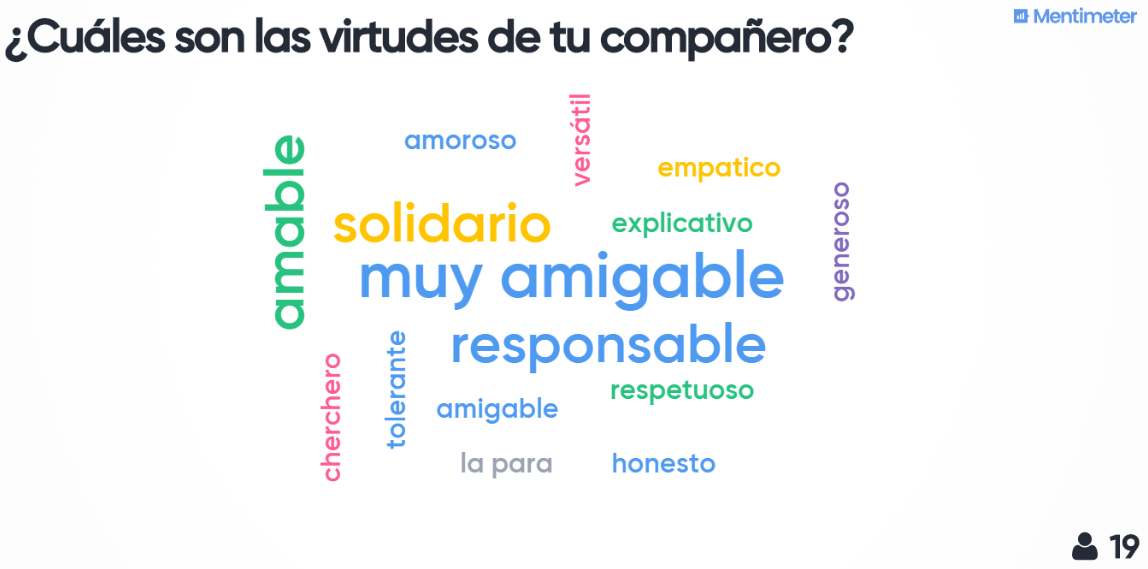 ¿Cuáles son las virtudes de tu compañero?
Mentimeter
versátil
amoroso
empatico
amable
solidario
explicativo
generoso
muy amigable
responsable
cherchero
tolerante
respetuoso
amigable
la para
honesto
19